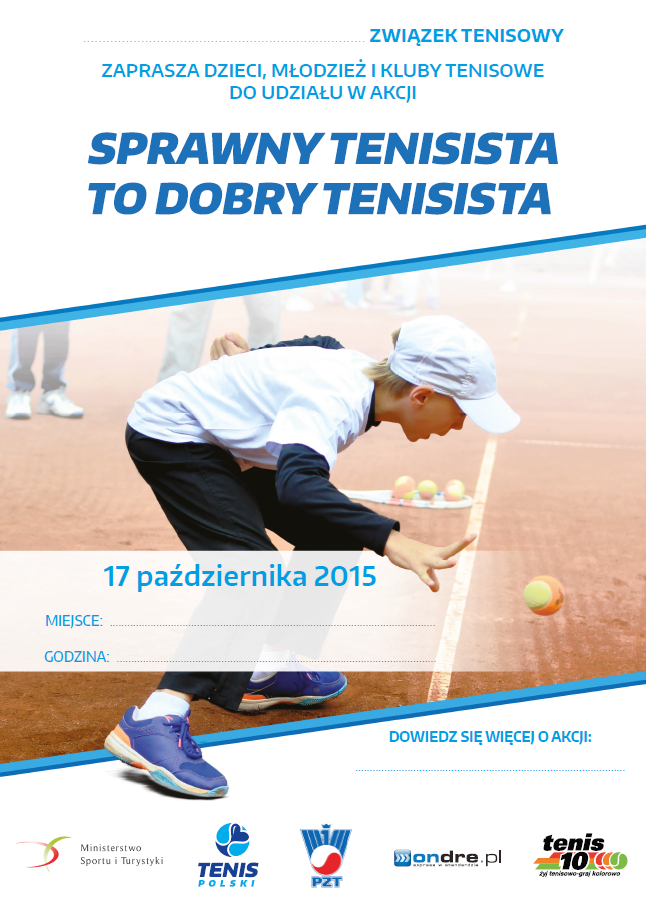 ZWIĄZEK TENISOWY
ZAPRASZA DZIECI, MŁODZIEŻ I KLUBY TENISOWE
DO UDZIAŁU W AKCJI
SPRAWNY TENISISTA
TO DOBRY TENISISTA
17 października 2015
MIEJSCE:
GODZINA:
DOWIEDZ SIĘ WIĘCEJ O AKCJI:
Ministerstwo
Sportu i Turystyki
TENIS
POLSKI
PZT
ondre.pl
tenis
10
żyj tenisowo-graj kolorowo